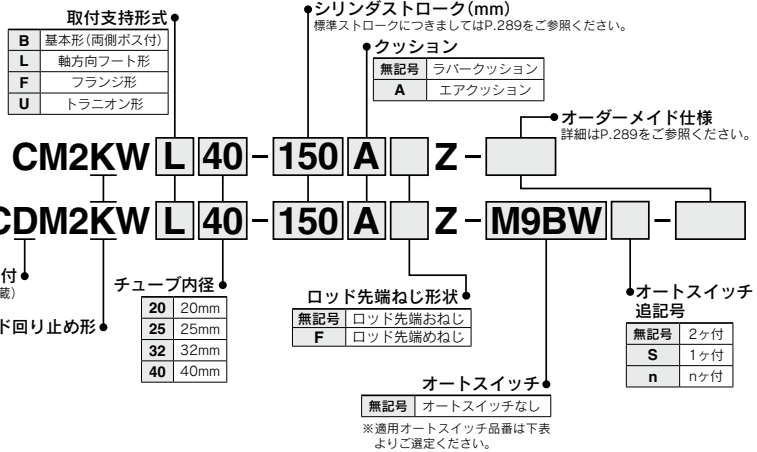 取付支持形式
B 基本形(両側ボス付)
L 軸方向フート形
F フランジ形
U トラニオン形
シリンダストローク(mm)
標準ストロークにつきましてはP.289をご参照ください。
クッション
無記号 ラバークッション
A エアクッション
オーダーメイド仕様
詳細はP.289をご参照ください。
CM2KW L 40 - 150 A Z -
CDM2KW L 40 - 150 A Z - M9BW -
付
蔵)
ド回り止め形
チューブ内径
20 20mm
25 25mm
32 32mm
40 40mm
ロッド先端ねじ形状
無記号 ロッド先端おねじ
F ロッド先端めねじ
オートスイッチ
無記号 オートスイッチなし
※適用オートスイッチ品番は下表
よりご選定ください。
オートスイッチ
追記号
無記号 2ヶ付
S 1ヶ付
n nヶ付